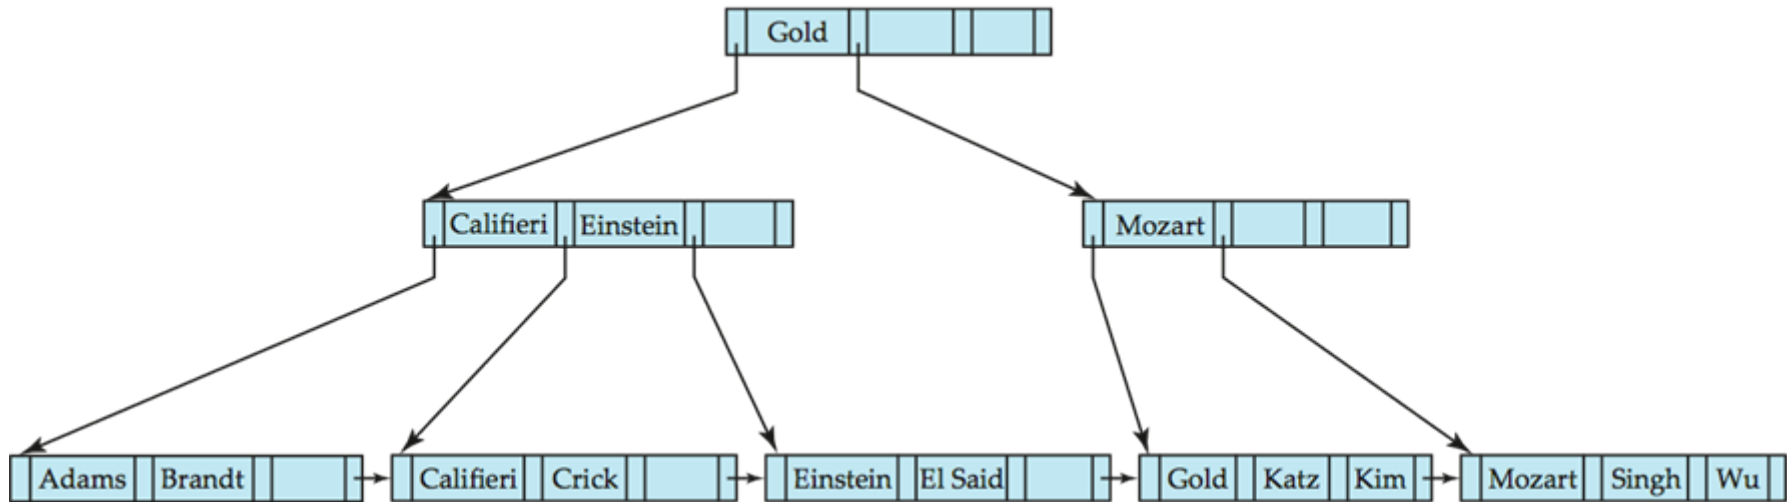 Gold
Califieri Einstein Mozart
Adams Brandt Califieri Crick Einstein El Said Gold Katz Kim Mozart Singh Wu